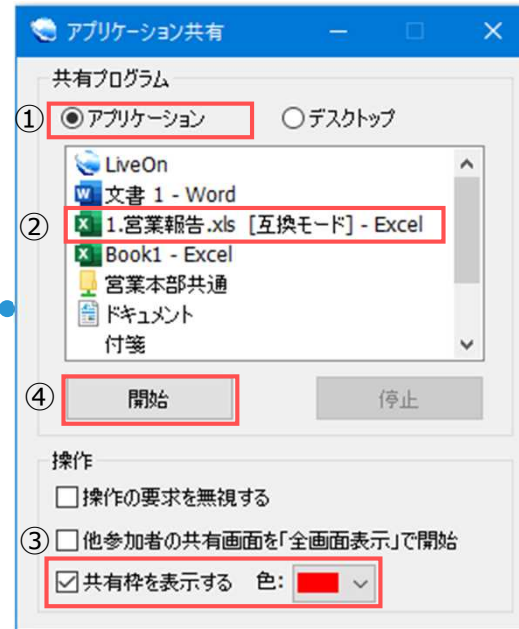 アプリケーション共有
共有プログラム
① アプリケーション デスクトップ
LiveOn
文書 1 - Word
② 1.営業報告.xls [互換モード] - Excel
Book1 - Excel
営業本部共通
ドキュメント
付箋
④ 開始 停止
操作
操作の要求を無視する
③ 他参加者の共有画面を「全画面表示」で開始
共有枠を表示する 色: